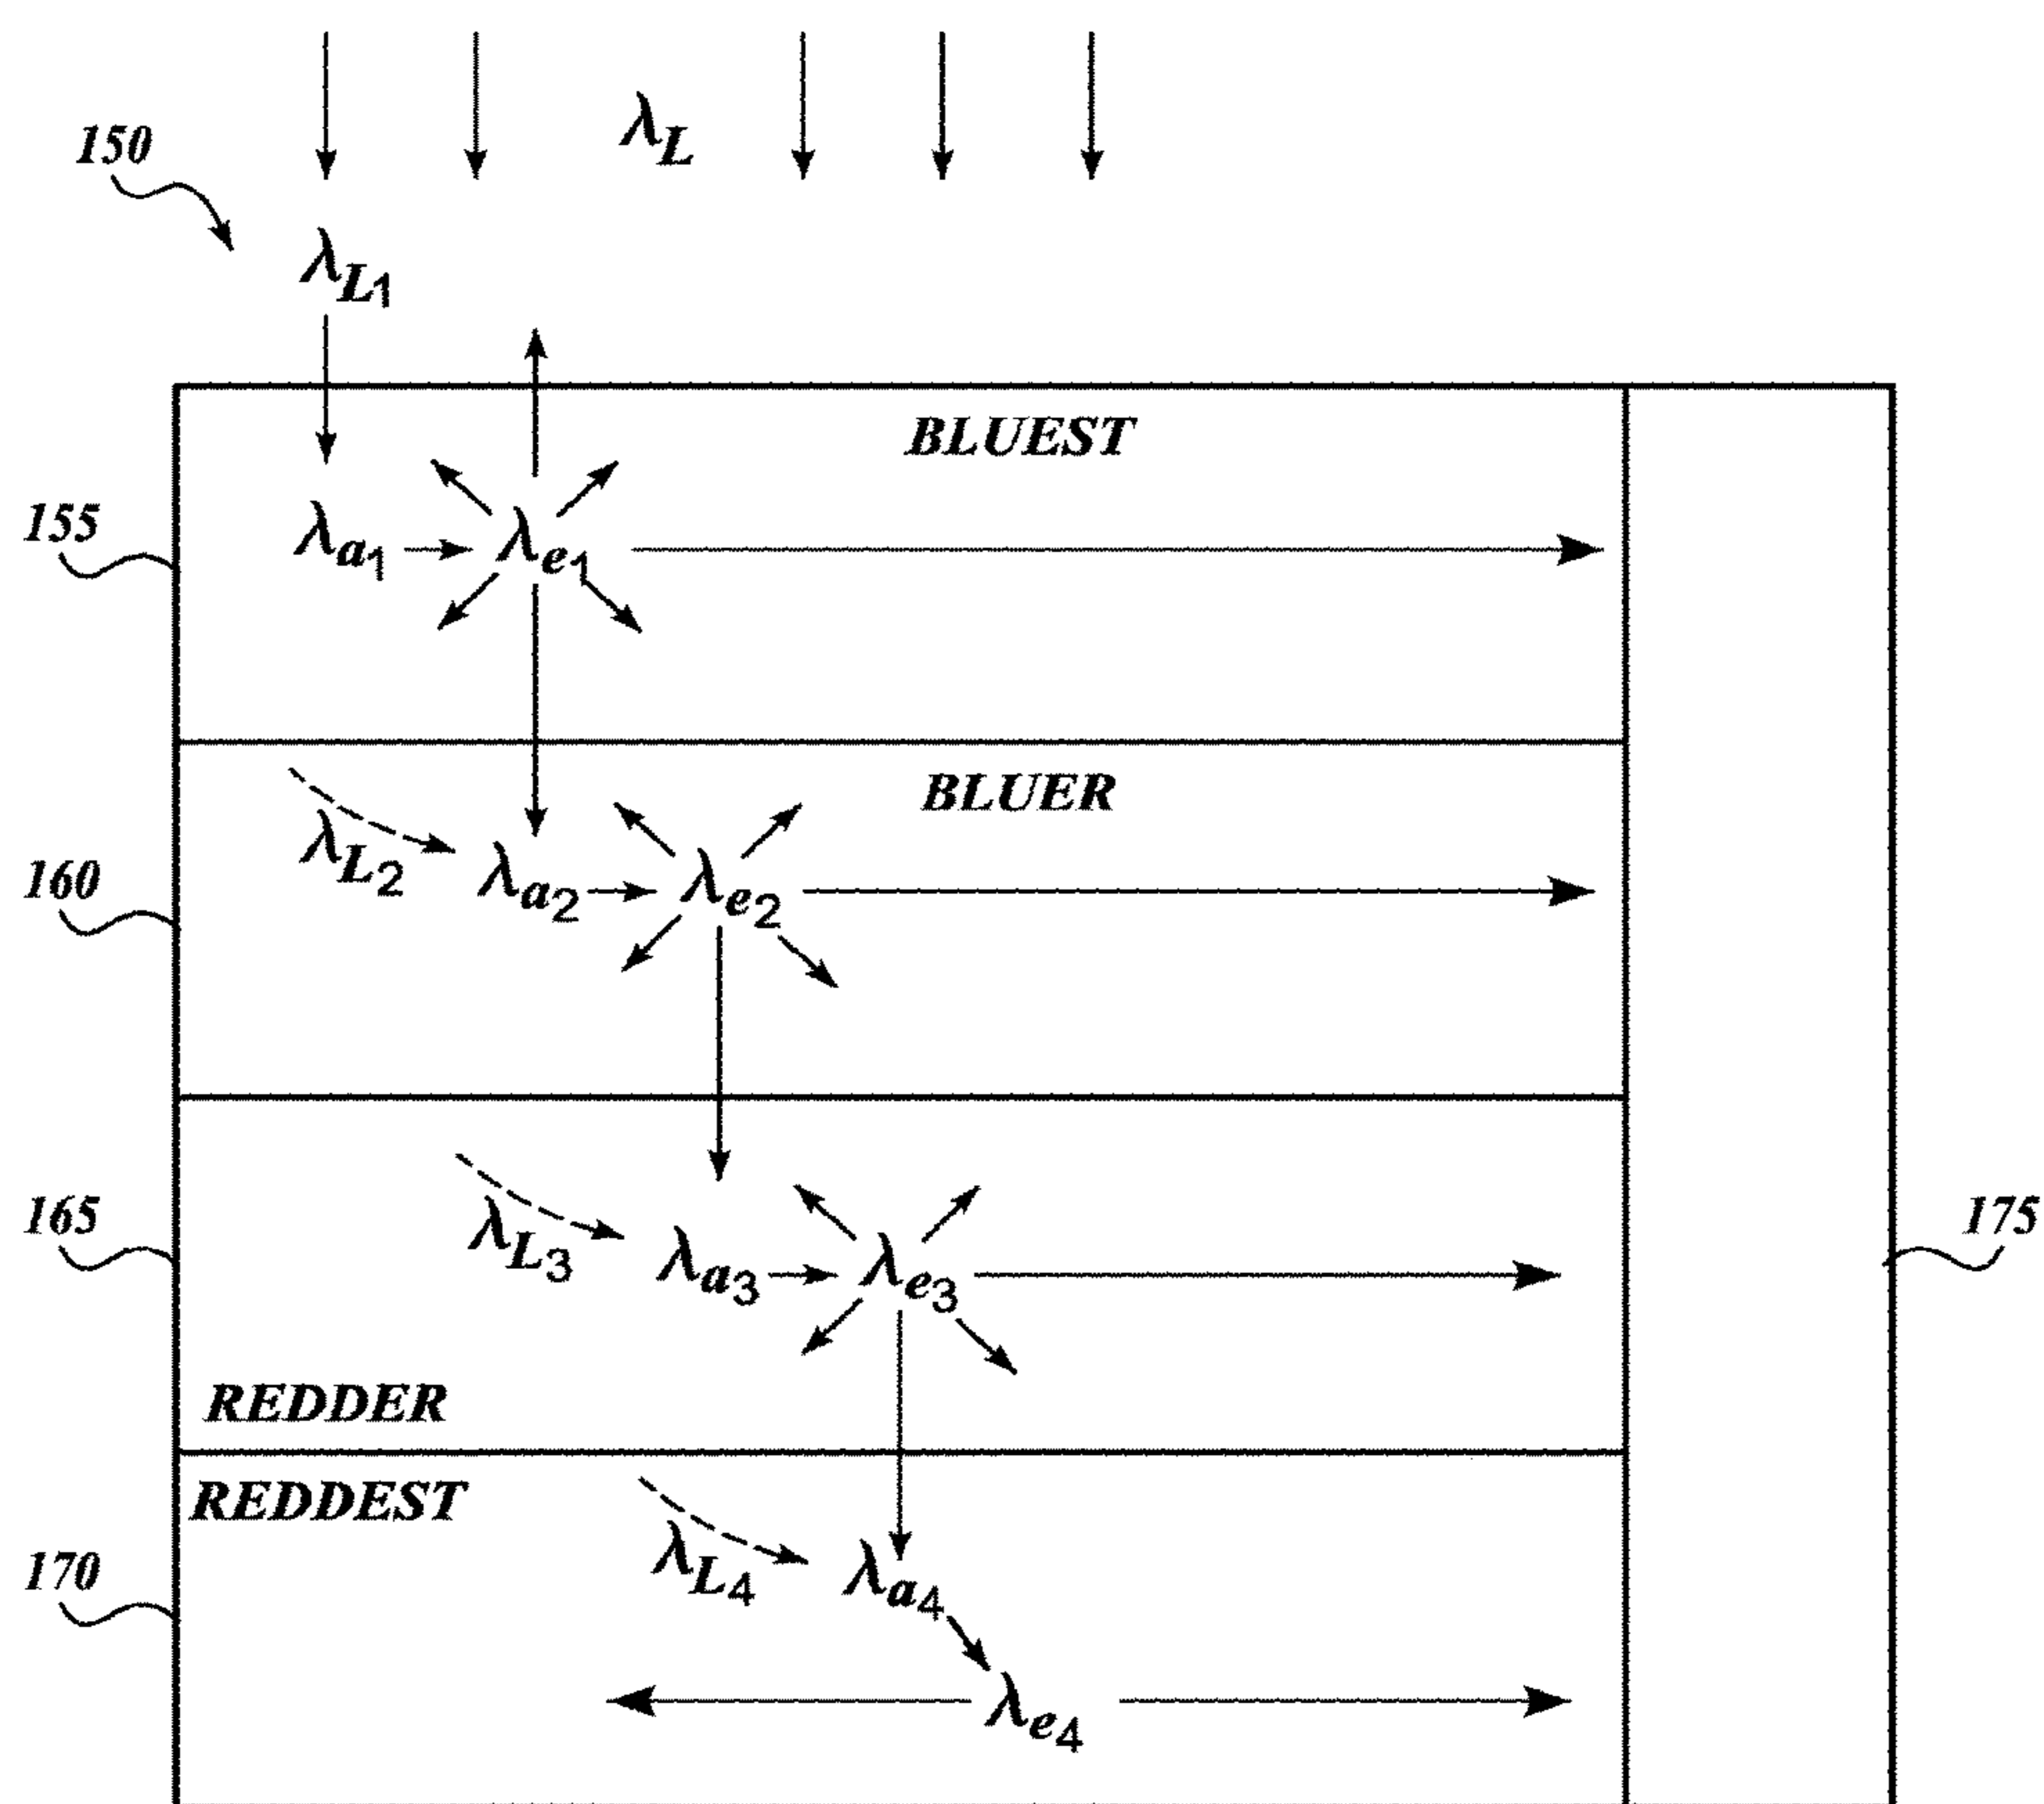 λL
150
λL1
BLUEST
155
λa1
λe1
BLUER
λL2
160
λa2
λe2
165
λL3
λa3
λe3
175
REDDER
REDDEST
170
λL4
λa4
λe4